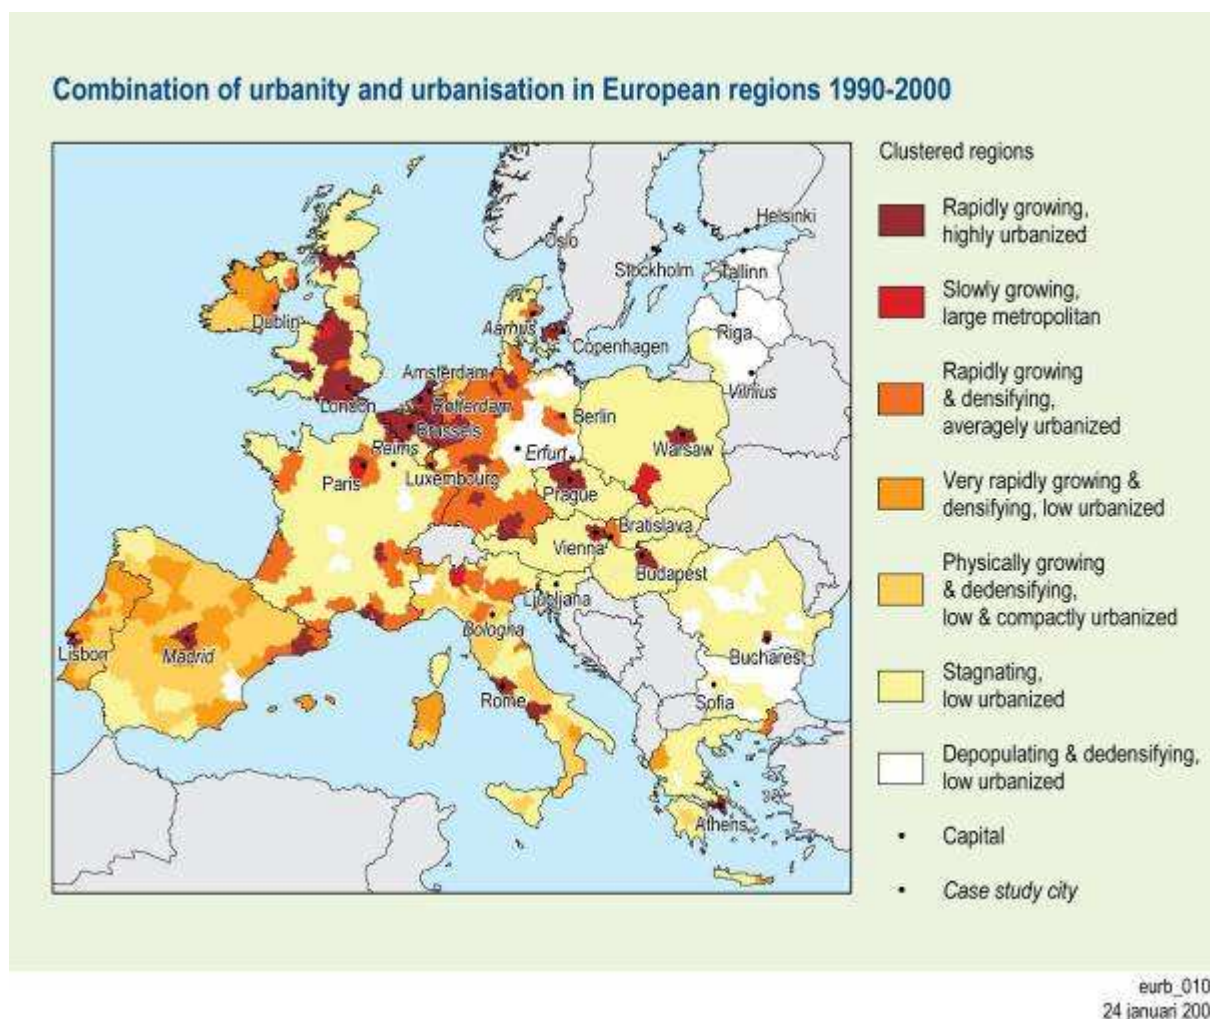 Combination of urbanity and urbanisation in European regions 1990-2000
Clustered regions
Rapidly growing,
highly urbanized
Slowly growing,
large metropolitan
Rapidly growing
& densifying,
averagely urbanized
Very rapidly growing &
densifying, low urbanized
Physically growing
& dedensifying,
low & compactly urbanized
Stagnating,
low urbanized
Depopulating & dedensifying,
low urbanized
Capital
Case study city
Helsinki
Oslo
Stockholm
Tallinn
Riga
Vilnius
Dublin
Aarhus
Copenhagen
Amsterdam
London
Rotterdam
Brussels
Berlin
Warsaw
Reims
Erfurt
Paris
Luxembourg
Prague
Bratislava
Vienna
Budapest
Ljubljana
Bologna
Lisbon
Madrid
Bucharest
Rome
Sofia
Athens
eurb_010
24 januari 200